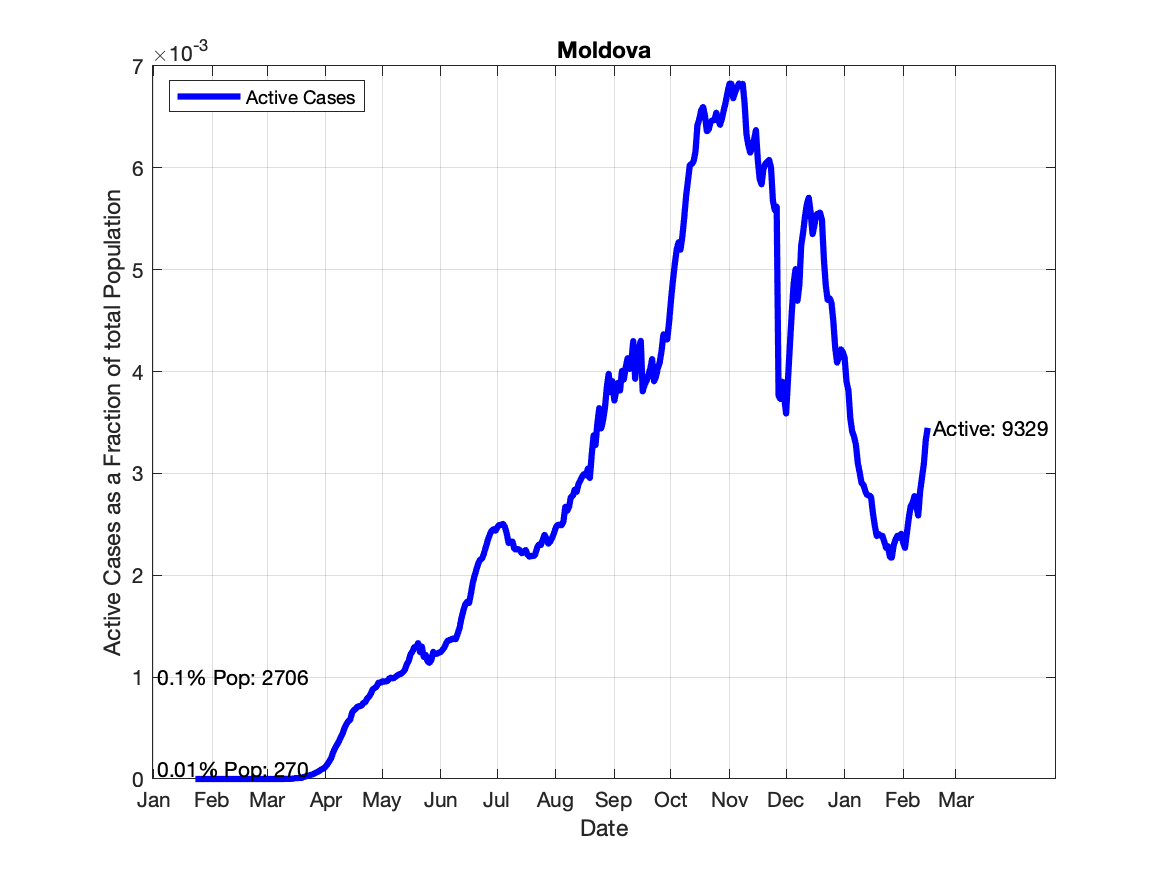 Moldova
×10-3
Active Cases
7
6
5
4
3
2
1
0
Active Cases as a Fraction of total Population
Active: 9329
0.1% Pop: 2706
0.01% Pop: 270
Jan Feb Mar Apr May Jun Jul Aug Sep Oct Nov Dec Jan Feb Mar
Date